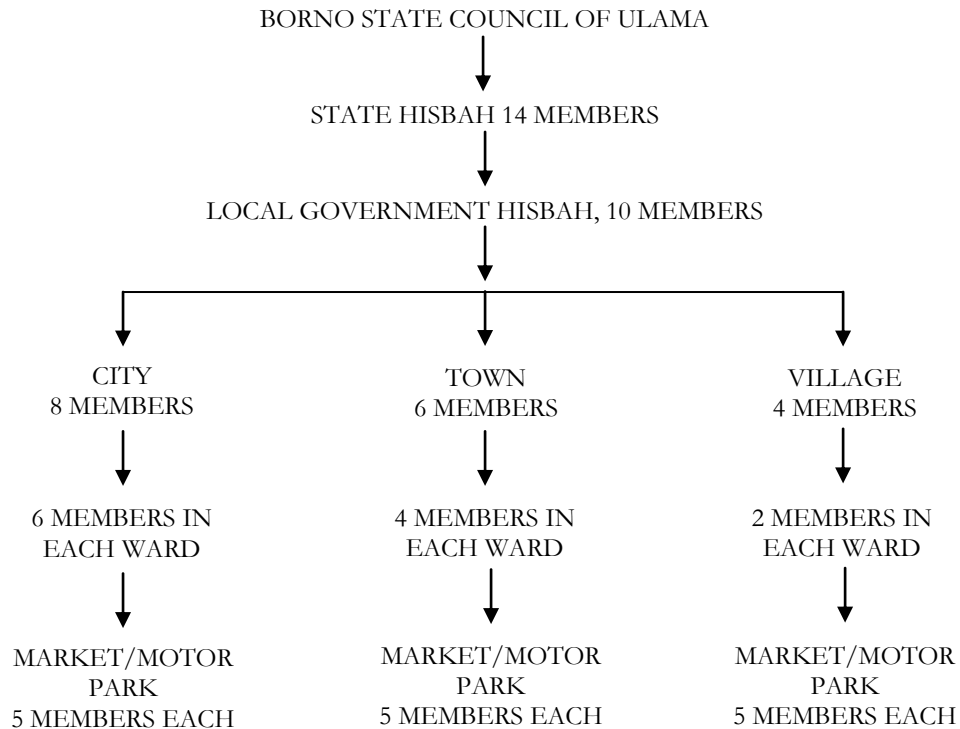 BORNO STATE COUNCIL OF ULAMA
STATE HISBAH 14 MEMBERS
LOCAL GOVERNMENT HISBAH, 10 MEMBERS
CITY
8 MEMBERS
TOWN
6 MEMBERS
VILLAGE
4 MEMBERS
6 MEMBERS IN
EACH WARD
4 MEMBERS IN
EACH WARD
2 MEMBERS IN
EACH WARD
MARKET/MOTOR
PARK
5 MEMBERS EACH
MARKET/MOTOR
PARK
5 MEMBERS EACH
MARKET/MOTOR
PARK
5 MEMBERS EACH